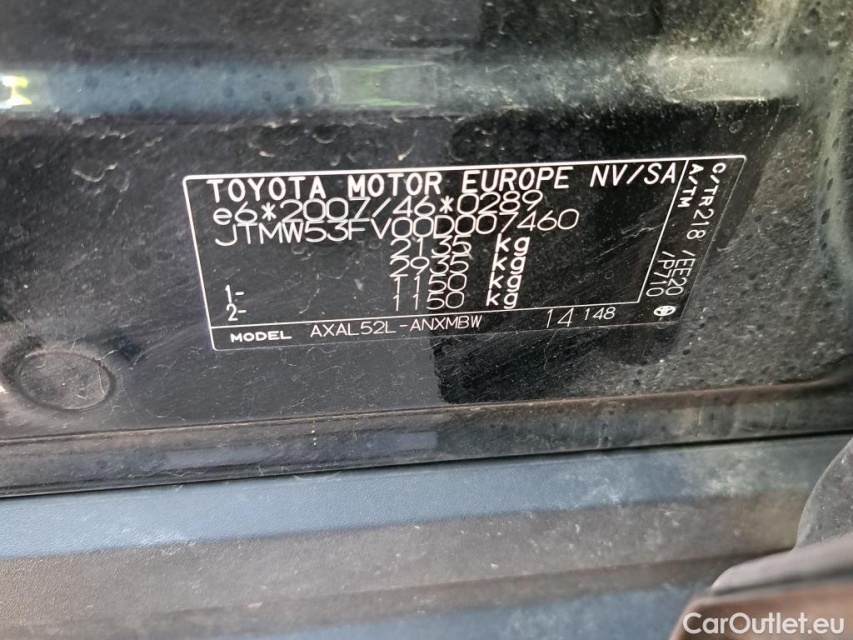 TOYOTA MOTOR EUROPE NV/SA
e6*2007/46*0289
JTMW53FV00D007460
2135 kg
2935 kg
1- 1150 kg
2- 1150 kg
MODEL AXAL52L-ANXMBW 14 148
C/TR218 /EE20
A/TM /P710
CarOutlet.eu